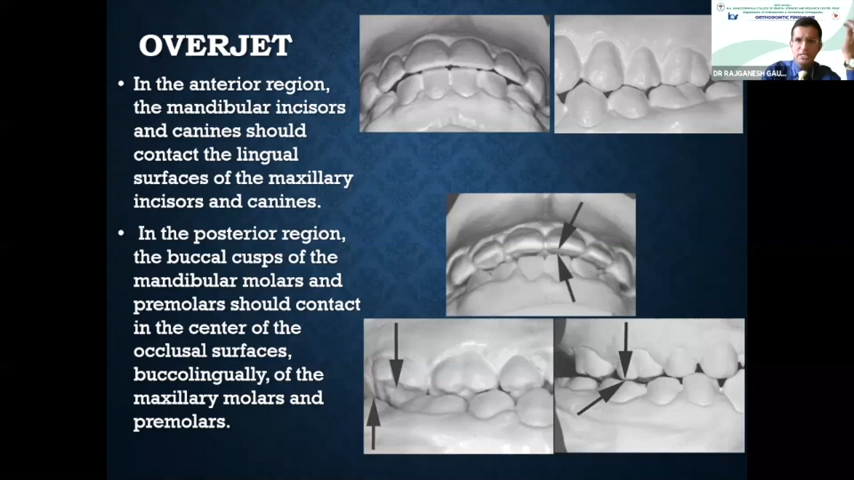 OVERJET
• In the anterior region,
the mandibular incisors
and canines should
contact the lingual
surfaces of the maxillary
incisors and canines.
• In the posterior region,
the buccal cusps of the
mandibular molars and
premolars should contact
in the center of the
occlusal surfaces,
buccolingually, of the
maxillary molars and
premolars.
DR RAJGANESH GAU...